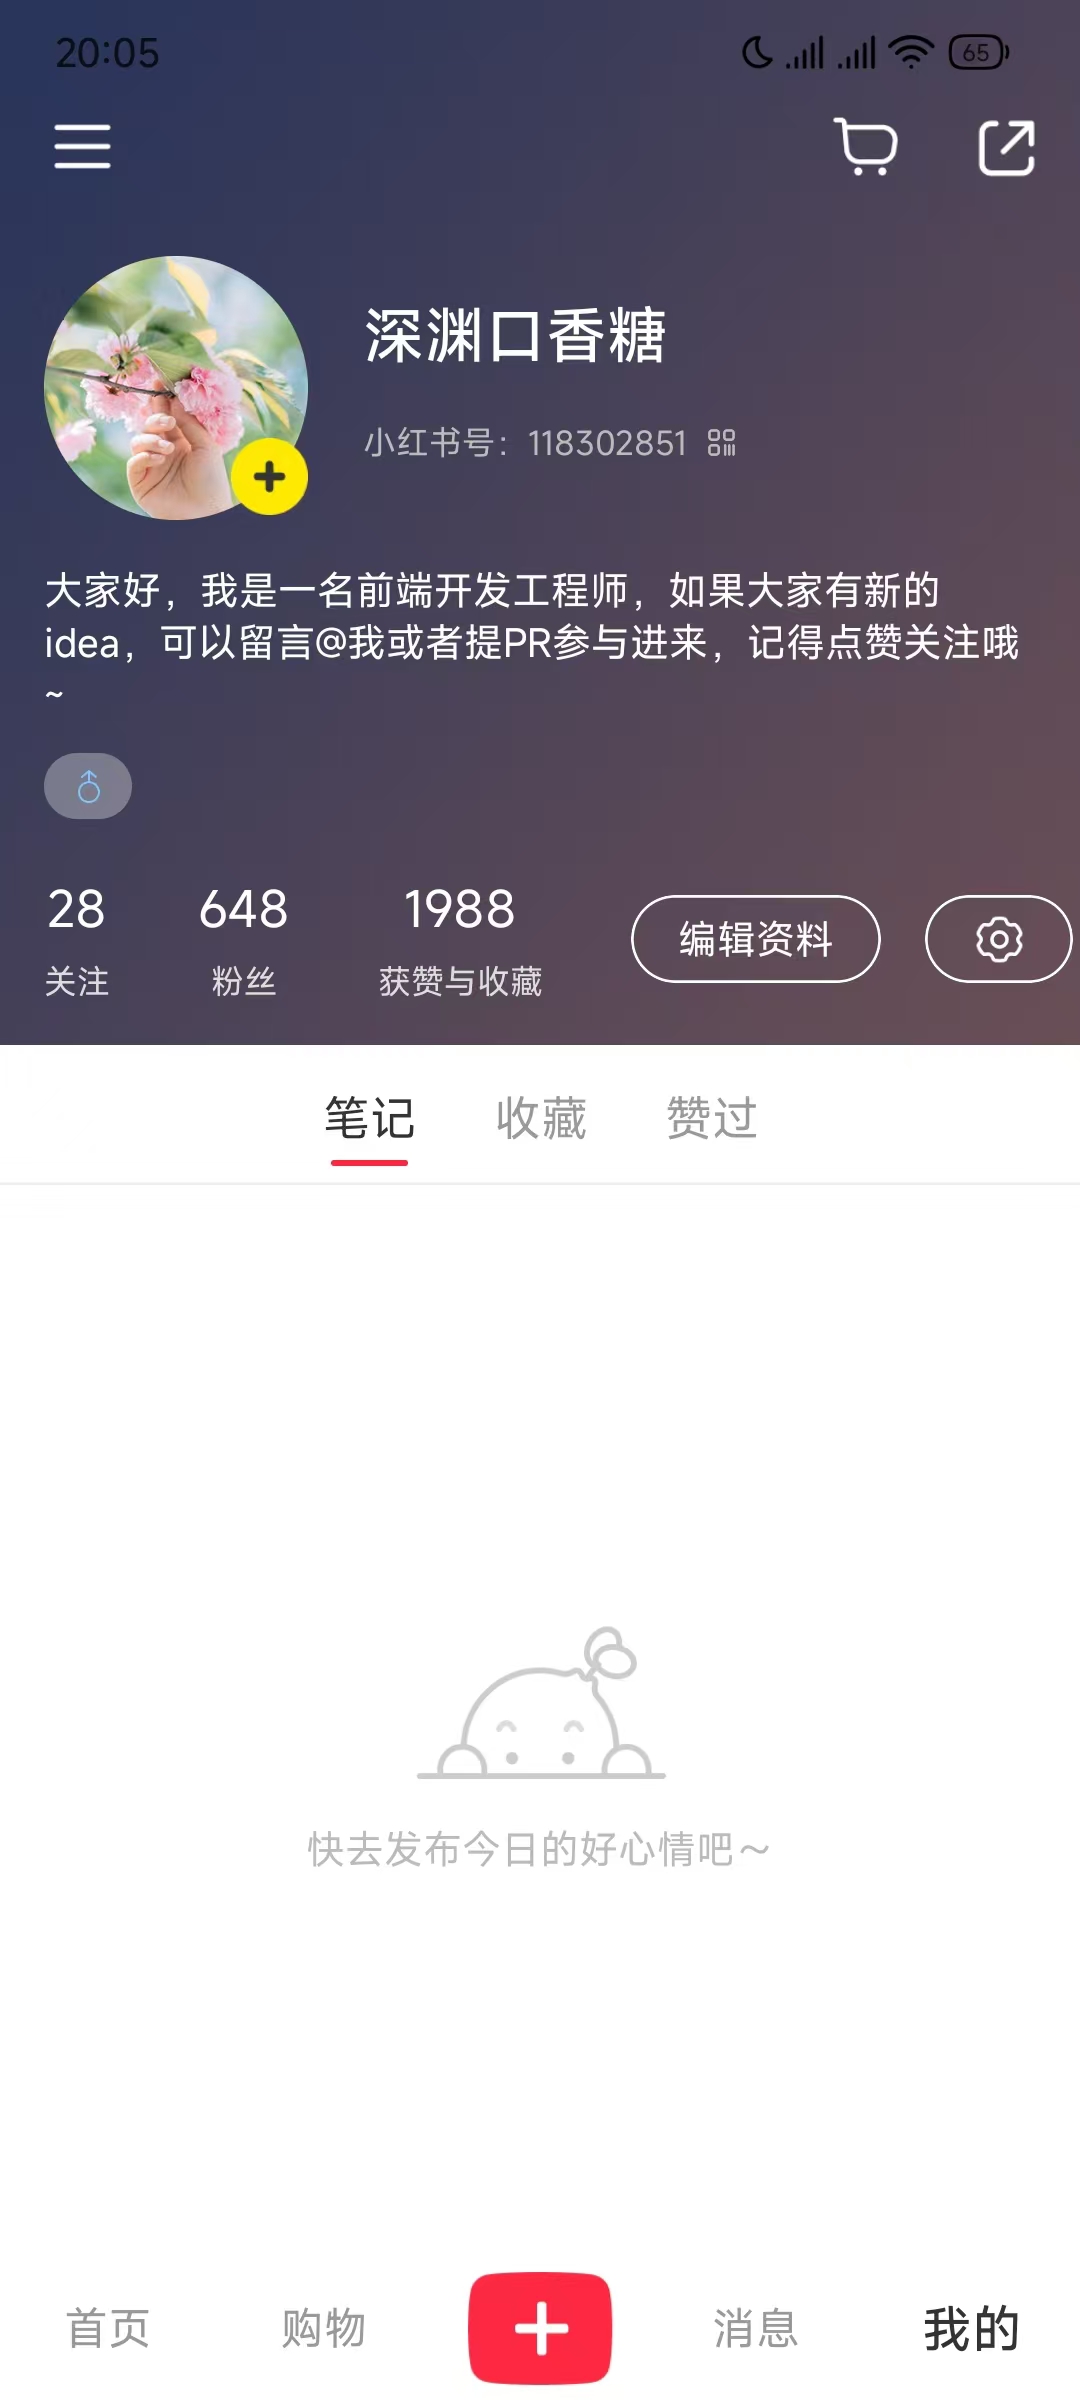 20:05
65
深渊口香糖
小红书号：118302851
大家好，我是一名前端开发工程师，如果大家有新的
idea，可以留言@我或者提PR参与进来，记得点赞关注哦
~
28 648 1988
关注 粉丝 获赞与收藏 编辑资料
笔记 收藏 赞过
快去发布今日的好心情吧～
首页 购物 消息 我的